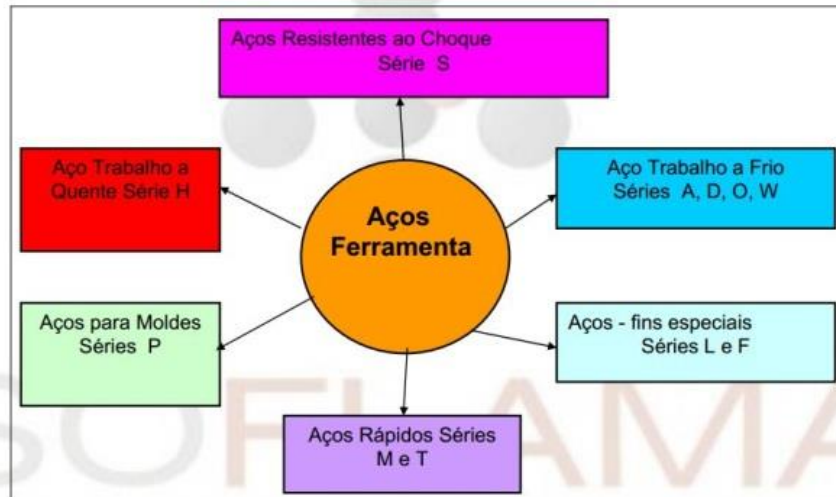 Aços Resistentes ao Choque
Série S
Aço Trabalho a
Quente Série H
Aço Trabalho a Frio
Séries A, D, O, W
Aços
Ferramenta
Aços para Moldes
Séries P
Aços - fins especiais
Séries L e F
Aços Rápidos Séries
M e T
SOFLAMA